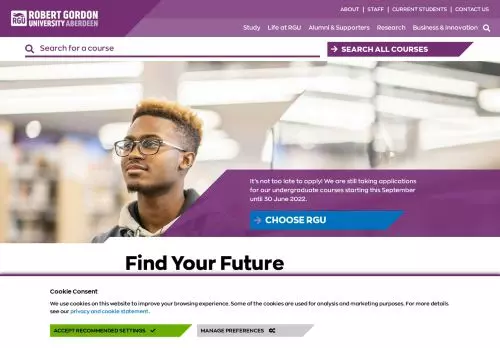 ROBERT GORDON
UNIVERSITY ABERDEEN
RGU
ABOUT | STAFF | CURRENT STUDENTS | CONTACT US
Study Life at RGU Alumni & Supporters Research Business & Innovation
Search for a course
SEARCH ALL COURSES
It's not too late to apply! We are still taking applications
for our undergraduate courses starting this September
until 30 June 2022.
CHOOSE RGU
Find Your Future
Cookie Consent
We use cookies on this website to improve your browsing experience. Some of the cookies are used for analysis and marketing purposes. For more details
see our privacy and cookie statement.
ACCEPT RECOMMENDED SETTINGS
MANAGE PREFERENCES